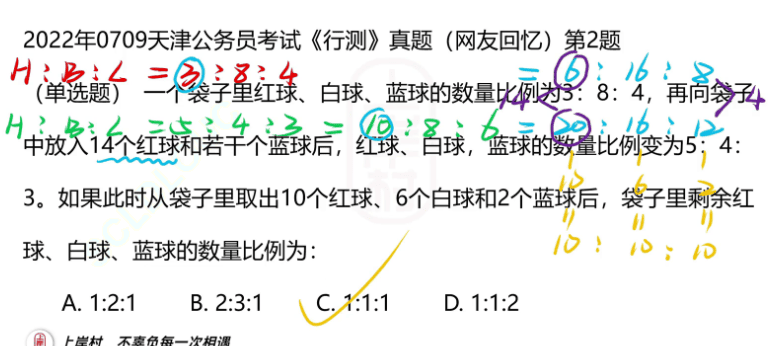 2022年0709天津公务员考试《行测》真题（网友回忆）第2题
H:B:L = 3:8:4 = 6:16:8
（单选题） 一个袋子里红球、白球、蓝球的数量比例为3：8：4，再向袋子
14 4
H:B:L = 5:4:3 = 10:8:6 = 20:16:12
中放入14个红球和若干个蓝球后，红球、白球，蓝球的数量比例变为5：4：
10 6 2
3。如果此时从袋子里取出10个红球、6个白球和2个蓝球后，袋子里剩余红
10:10:10
球、白球、蓝球的数量比例为：
A. 1:2:1 B. 2:3:1 C. 1:1:1 D. 1:1:2
上岸村 不辜负每一次相遇